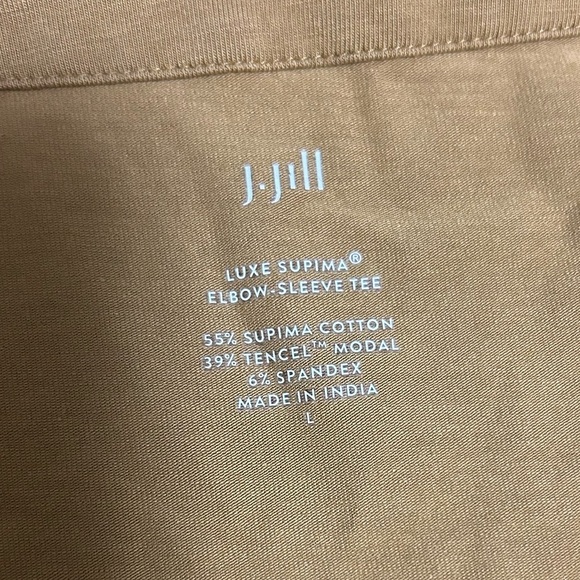 J.Jill
LUXE SUPIMA®
ELBOW-SLEEVE TEE
55% SUPIMA COTTON
39% TENCEL™ MODAL
6% SPANDEX
MADE IN INDIA
L